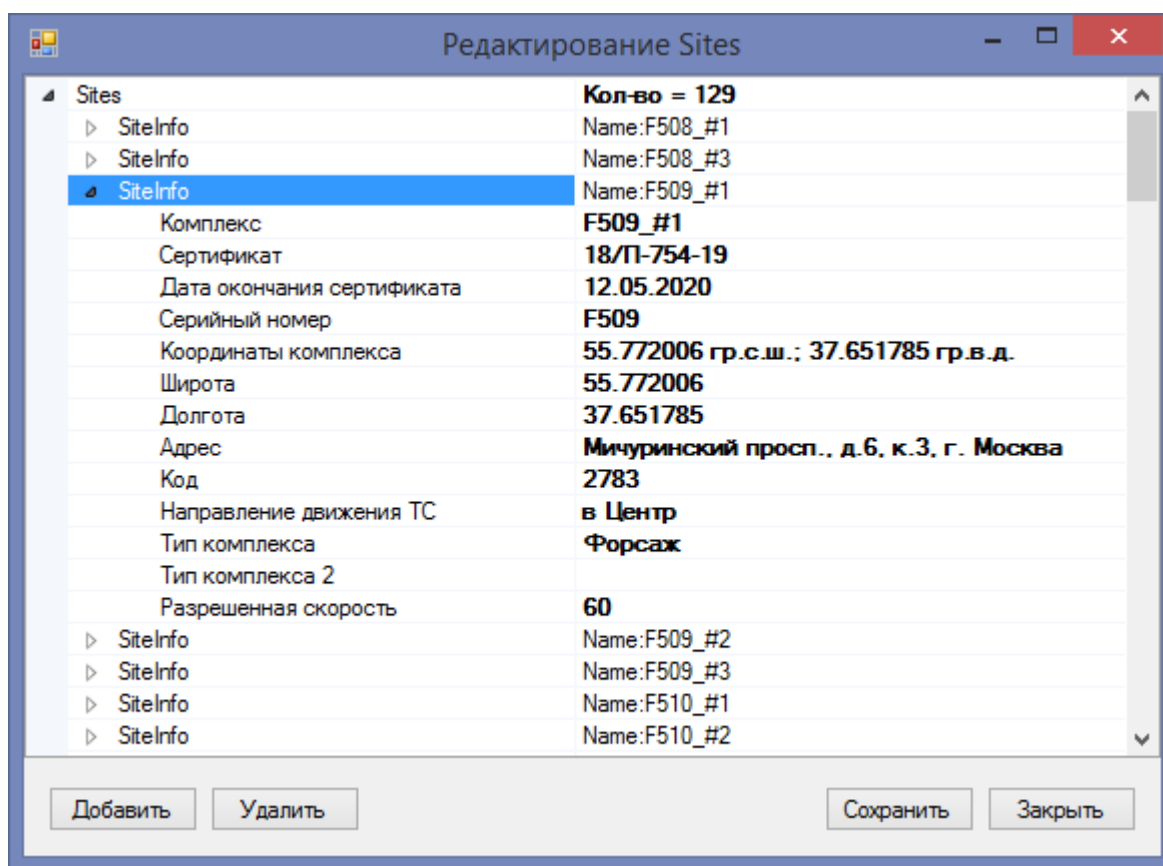 Редактирование Sites
Sites Кол-во = 129
SiteInfo Name:F508_#1
SiteInfo Name:F508_#3
SiteInfo Name:F509_#1
Комплекс F509_#1
Сертификат 18/П-754-19
Дата окончания сертификата 12.05.2020
Серийный номер F509
Координаты комплекса 55.772006 гр.с.ш.; 37.651785 гр.в.д.
Широта 55.772006
Долгота 37.651785
Адрес Мичуринский просп., д.6, к.3, г. Москва
Код 2783
Направление движения ТС в Центр
Тип комплекса Форсаж
Тип комплекса 2
Разрешенная скорость 60
SiteInfo Name:F509_#2
SiteInfo Name:F509_#3
SiteInfo Name:F510_#1
SiteInfo Name:F510_#2
Добавить Удалить Сохранить Закрыть